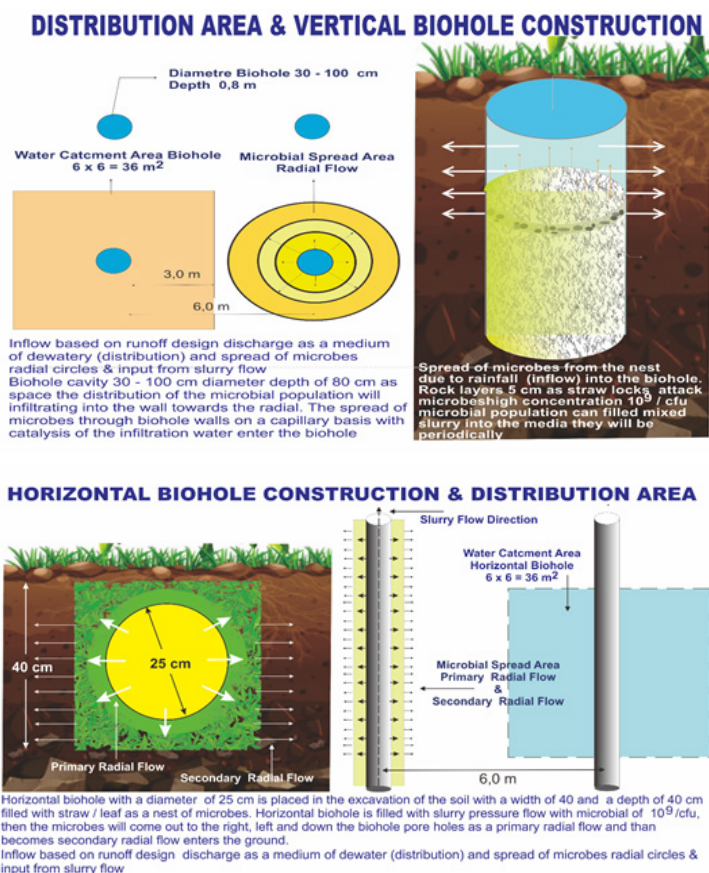 DISTRIBUTION AREA & VERTICAL BIOHOLE CONSTRUCTION
Diametre Biohole 30 - 100 cm
Depth 0,8 m
Water Catcment Area Biohole
6 x 6 = 36 m²
Microbial Spread Area
Radial Flow
3,0 m
6,0 m
Inflow based on runoff design discharge as a medium
of dewatery (distribution) and spread of microbes
radial circles & input from slurry flow
Biohole cavity 30 - 100 cm diameter depth of 80 cm as
space the distribution of the microbial population will
infiltrating into the wall towards the radial. The spread of
microbes through biohole walls on a capillary basis with
catalysis of the infiltration water enter the biohole
Spread of microbes from the nest
due to rainfall (inflow) into the biohole.
Rock layers 5 cm as straw locks attack
microbeshigh concentration 10⁹ / cfu
microbial population can filled mixed
slurry into the media they will be
periodically
HORIZONTAL BIOHOLE CONSTRUCTION & DISTRIBUTION AREA
Slurry Flow Direction
Water Catcment Area
Horizontal Biohole
6 x 6 = 36 m²
40 cm
25 cm
Microbial Spread Area
Primary Radial Flow
&
Secondary Radial Flow
Primary Radial Flow
Secondary Radial Flow
6,0 m
Horizontal biohole with a diameter of 25 cm is placed in the excavation of the soil with a width of 40 and a depth of 40 cm
filled with straw / leaf as a nest of microbes. Horizontal biohole is filled with slurry pressure flow with microbial of 10⁹/cfu,
then the microbes will come out to the right, left and down the biohole pore holes as a primary radial flow and than
becomes secondary radial flow enters the ground.
Inflow based on runoff design discharge as a medium of dewater (distribution) and spread of microbes radial circles &
input from slurry flow